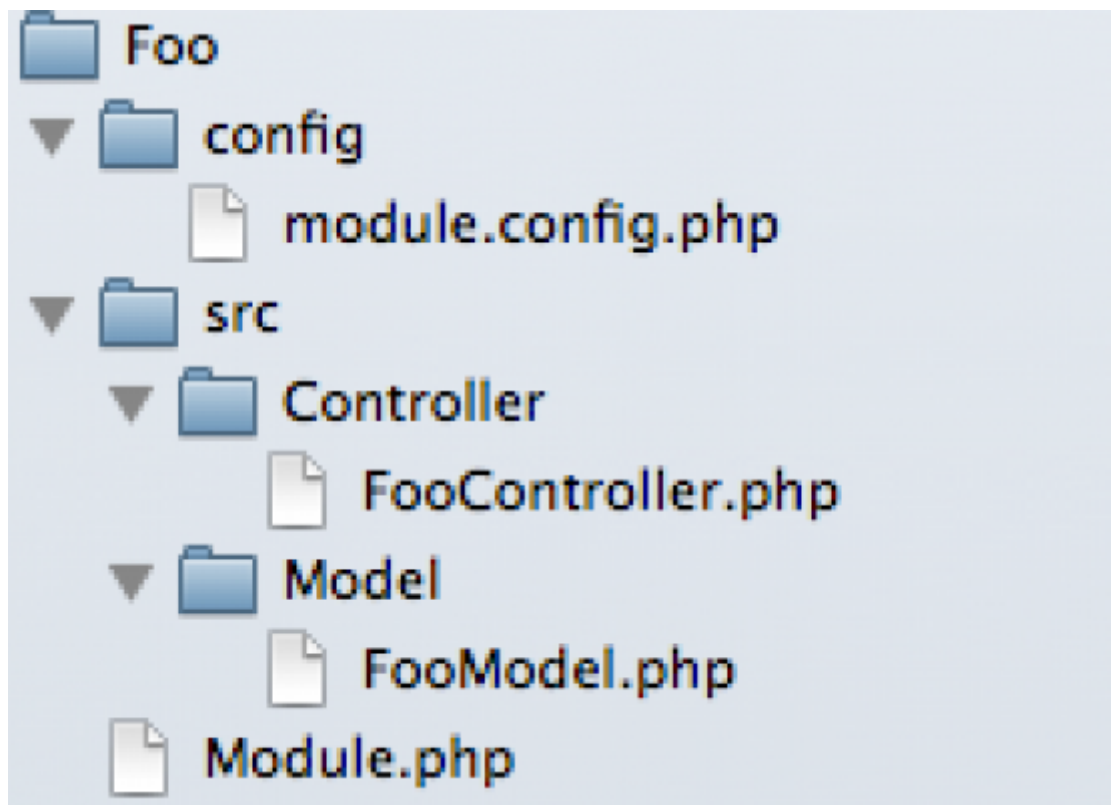 Foo
config
module.config.php
src
Controller
FooController.php
Model
FooModel.php
Module.php